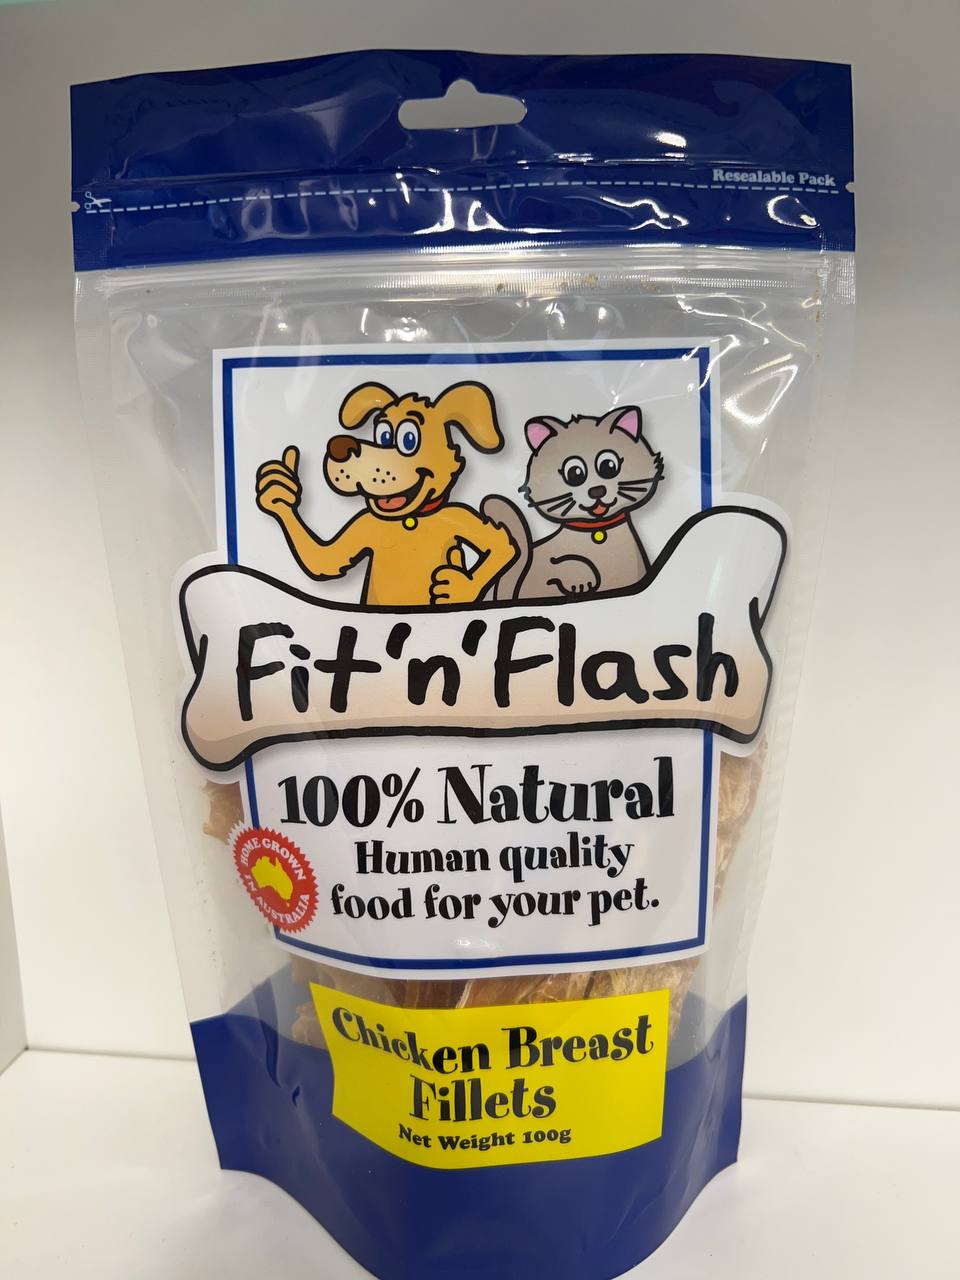 Resealable Pack
Fit'n'Flash
100% Natural
Human quality
food for your pet.
HOME GROWN
IN AUSTRALIA
Chicken Breast
Fillets
Net Weight 100g